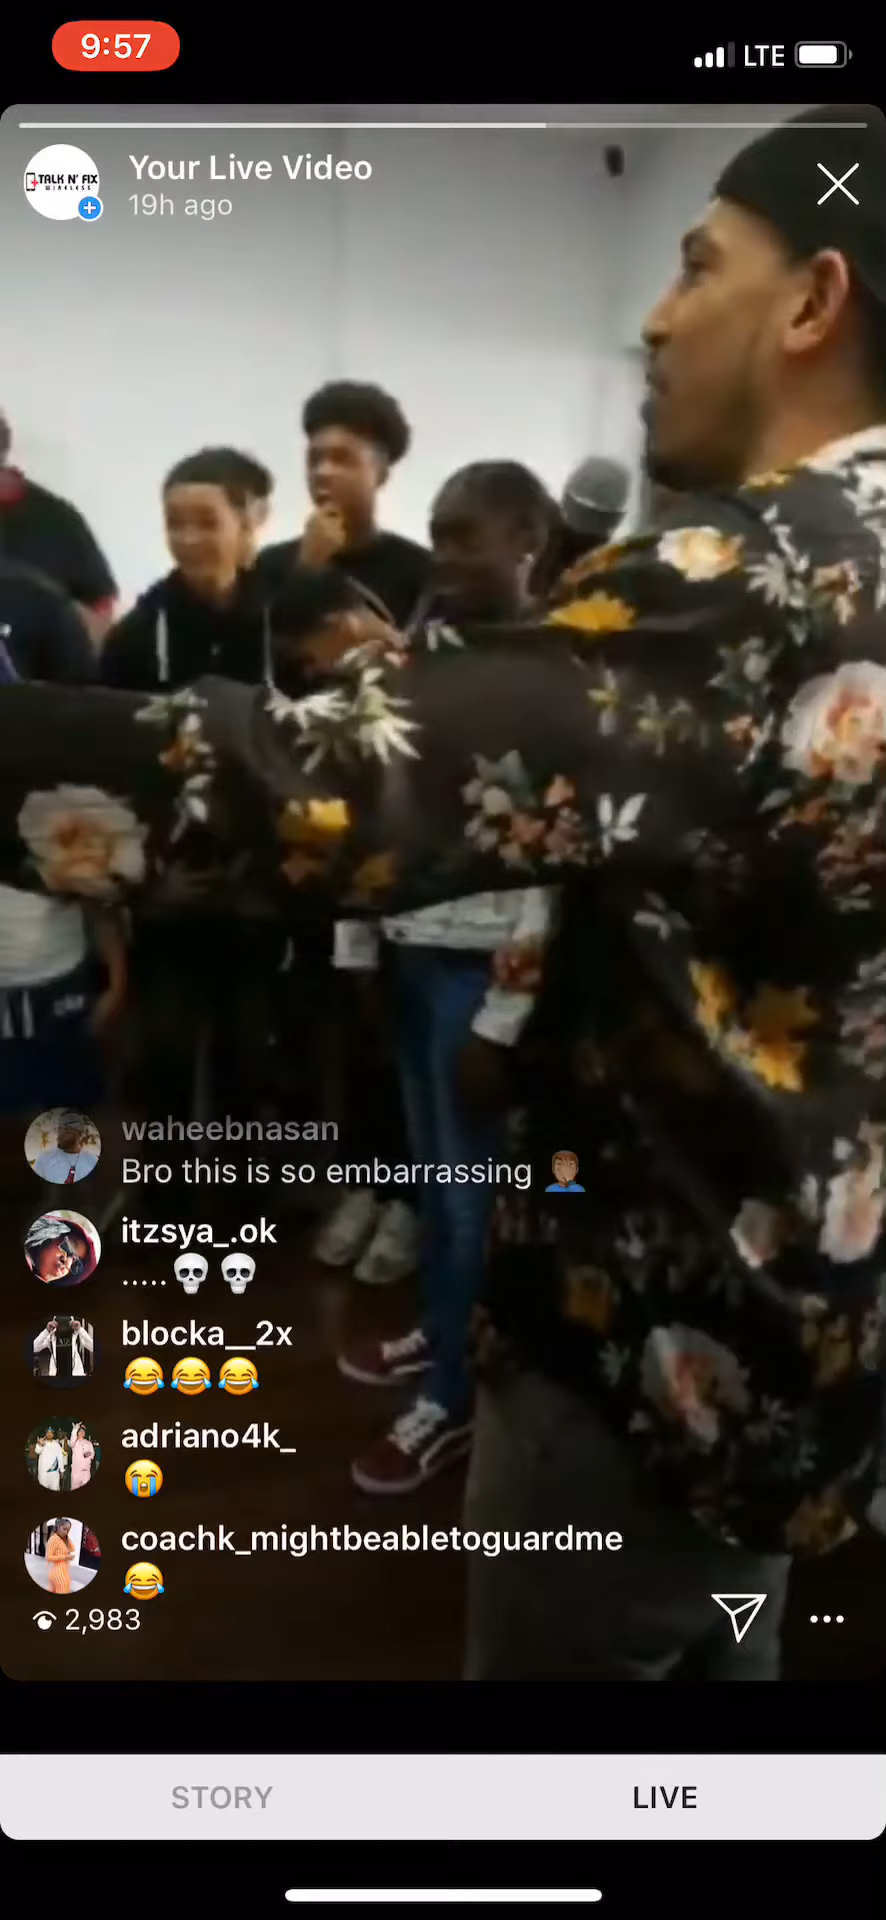 9:57
LTE
TALK N' FIX
WIRELESS
Your Live Video
19h ago
waheebnasan
Bro this is so embarrassing 🤦🏽‍♂️
itzsya_.ok
.....💀💀
blocka__2x
😂😂😂
adriano4k_
😭
coachk_mightbeabletoguardme
😂
2,983
STORY
LIVE